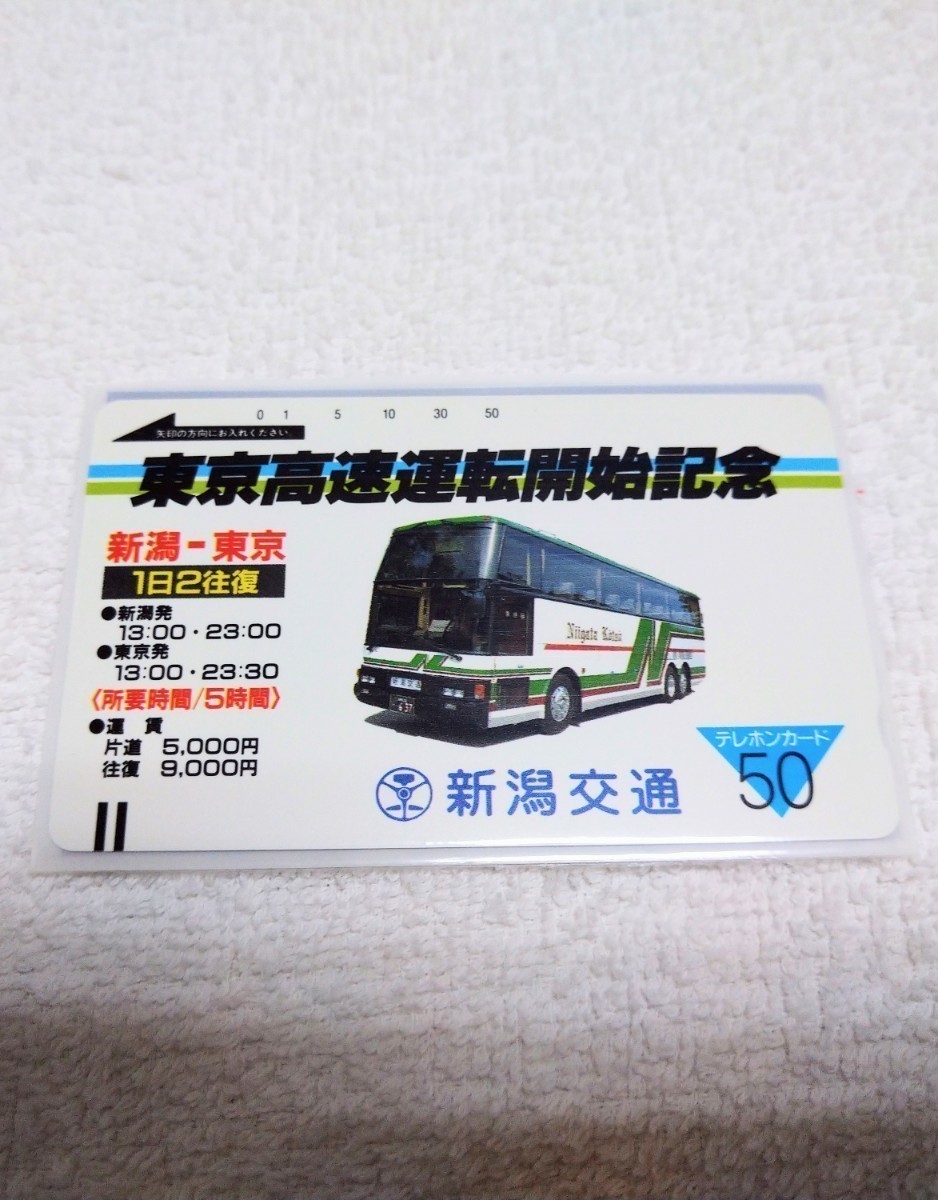 0 1 5 10 30 50
矢印の方向にお入れください
東京高速運転開始記念
新潟-東京
1日2往復
●新潟発
13:00・23:00
●東京発
13:00・23:30
〈所要時間/5時間〉
●運賃
片道 5,000円
往復 9,000円
Niigata Kotsu
新潟交通
新潟交通
テレホンカード
50